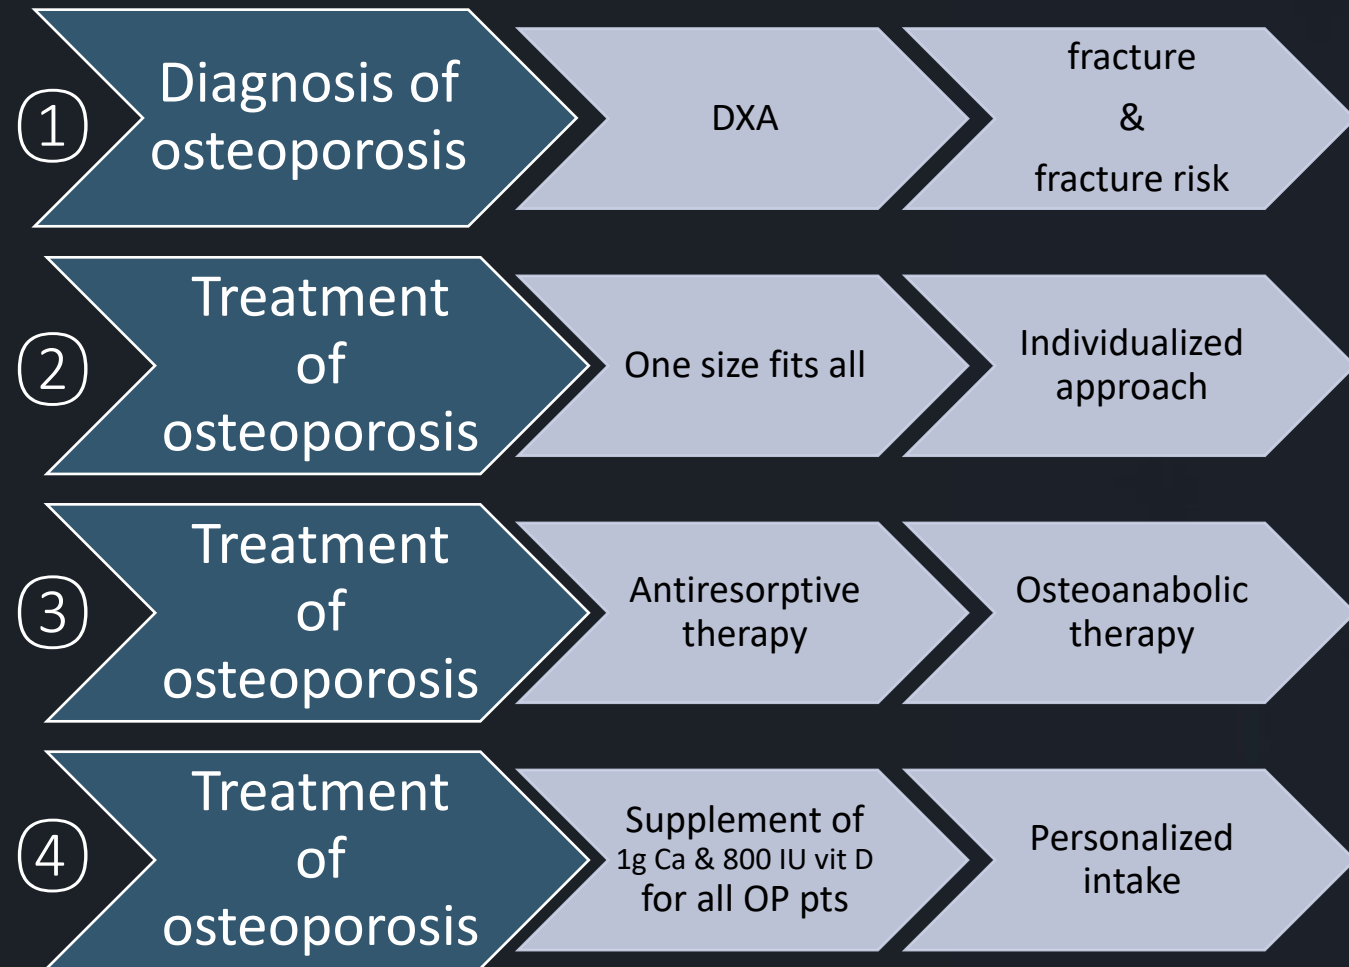 1
Diagnosis of
osteoporosis
DXA
fracture
&
fracture risk
2
Treatment
of
osteoporosis
One size fits all
Individualized
approach
3
Treatment
of
osteoporosis
Antiresorptive
therapy
Osteoanabolic
therapy
4
Treatment
of
osteoporosis
Supplement of
1g Ca & 800 IU vit D
for all OP pts
Personalized
intake